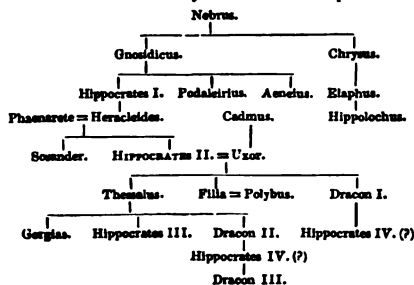 Nebrus.
Gnosidicus. Chrysus.
Hippocrates I. Podaleirius. Aeneius. Elaphus.
Phaenarete = Heracleides. Cadmus. Hippolochus.
Sosander. HIPPOCRATES II. = Uxor.
Thessalus. Filia = Polybus. Dracon I.
Gorgias. Hippocrates III. Dracon II. Hippocrates IV. (?)
Hippocrates IV. (?)
Dracon III.